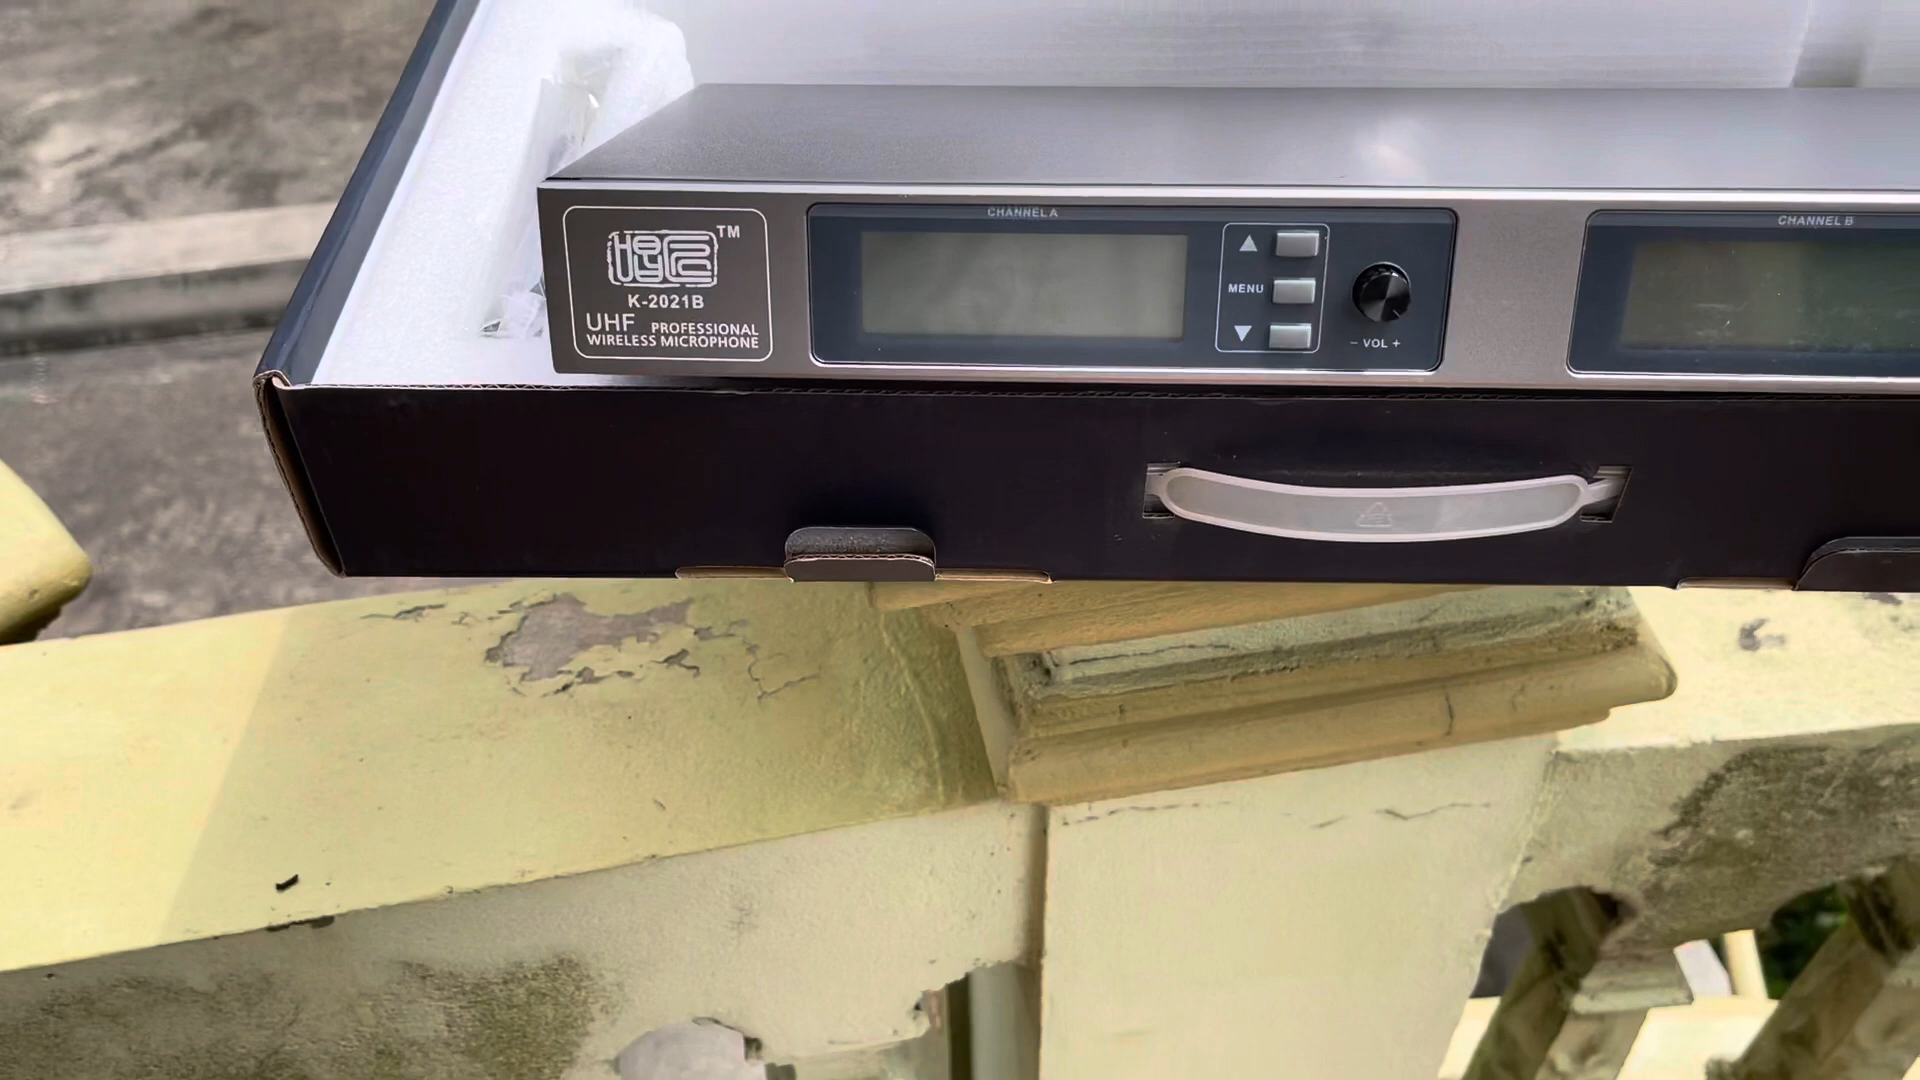 TM
K-2021B
UHF PROFESSIONAL
WIRELESS MICROPHONE
CHANNEL A
MENU
– VOL +
CHANNEL B